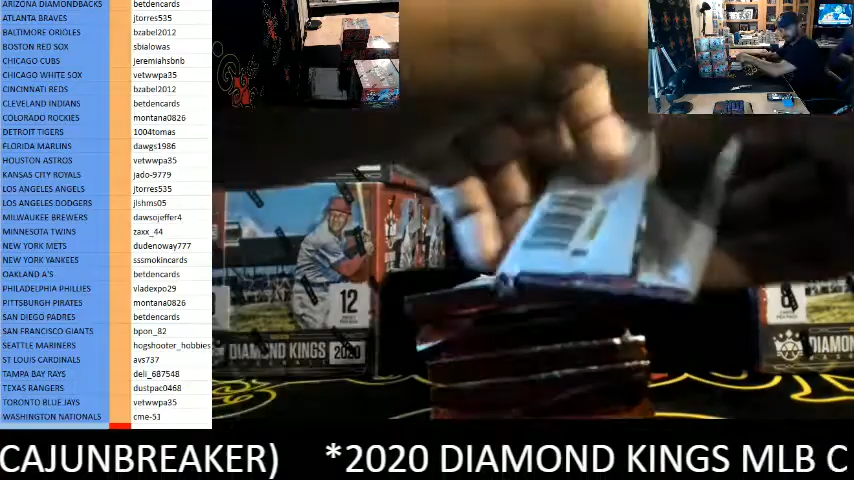 ARIZONA DIAMONDBACKS betdencards
ATLANTA BRAVES jtorres535
BALTIMORE ORIOLES bzabel2012
BOSTON RED SOX sbialowas
CHICAGO CUBS jeremiahsbnb
CHICAGO WHITE SOX vetwwpa35
CINCINNATI REDS bzabel2012
CLEVELAND INDIANS betdencards
COLORADO ROCKIES montana0826
DETROIT TIGERS 1004tomas
FLORIDA MARLINS dawgs1986
HOUSTON ASTROS vetwwpa35
KANSAS CITY ROYALS jado-9779
LOS ANGELES ANGELS jtorres535
LOS ANGELES DODGERS jlshms05
MILWAUKEE BREWERS dawsojeffer4
MINNESOTA TWINS zaxx_44
NEW YORK METS dudenoway777
NEW YORK YANKEES sssmokincards
OAKLAND A'S betdencards
PHILADELPHIA PHILLIES vladexpo29
PITTSBURGH PIRATES montana0826
SAN DIEGO PADRES betdencards
SAN FRANCISCO GIANTS bpon_82
SEATTLE MARINERS hogshooter_hobbies
ST LOUIS CARDINALS avs737
TAMPA BAY RAYS deli_687548
TEXAS RANGERS dustpac0468
TORONTO BLUE JAYS vetwwpa35
WASHINGTON NATIONALS cme-53
12
DIAMOND KINGS 2020
8
DIAMOND
CAJUNBREAKER) *2020 DIAMOND KINGS MLB C